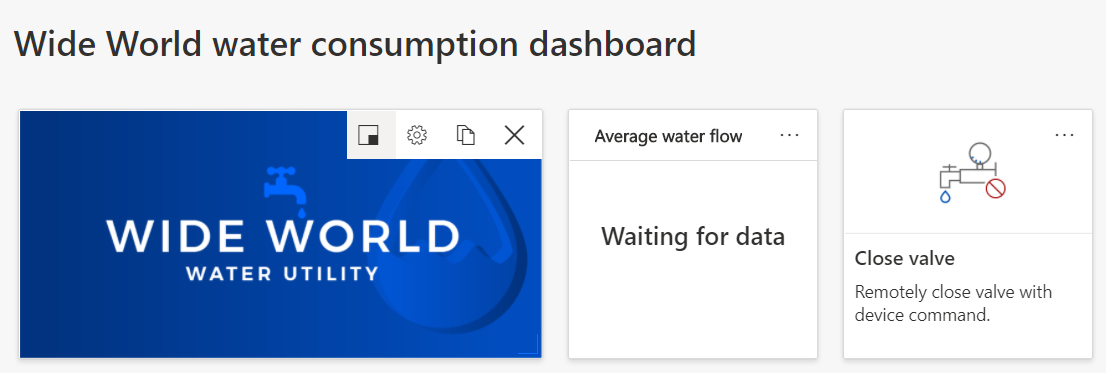 Wide World water consumption dashboard
WIDE WORLD
WATER UTILITY
Average water flow
...
Waiting for data
...
Close valve
Remotely close valve with
device command.